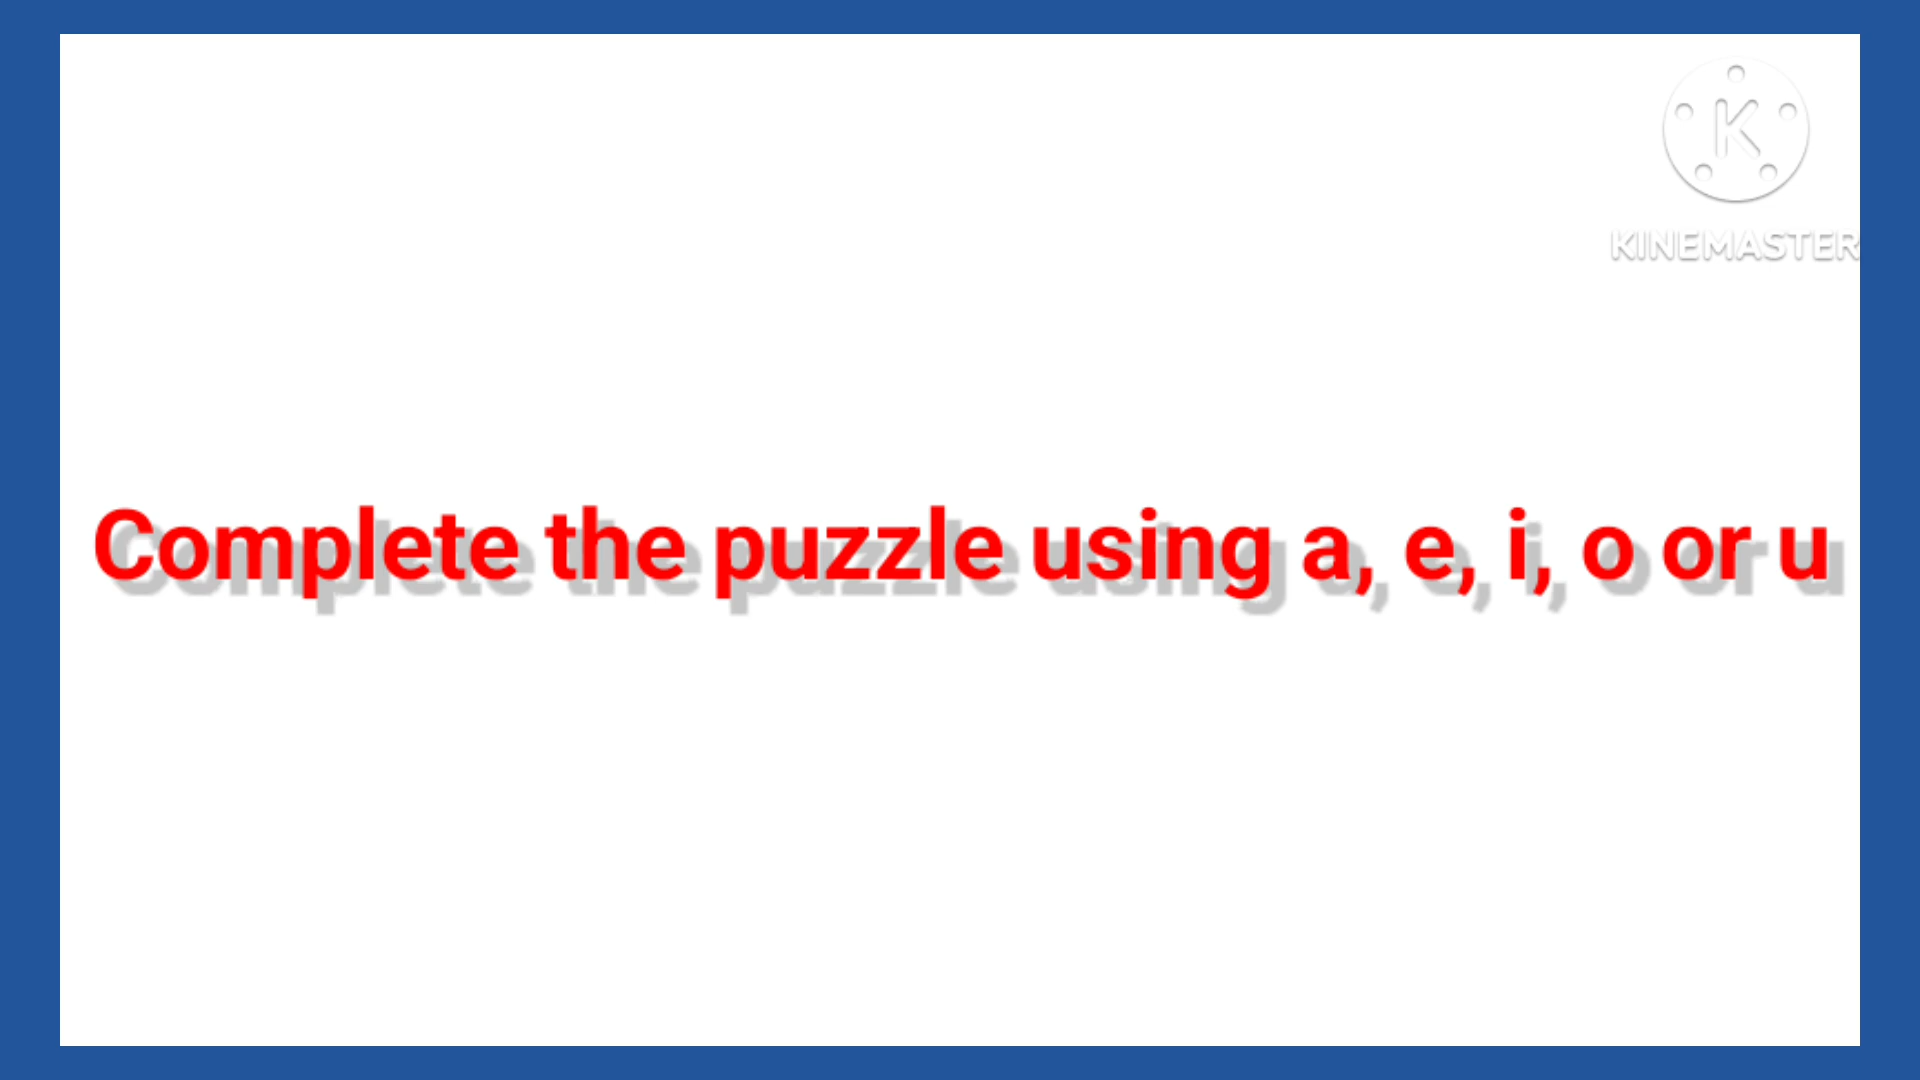 K
KINEMASTER
Complete the puzzle using a, e, i, o or u